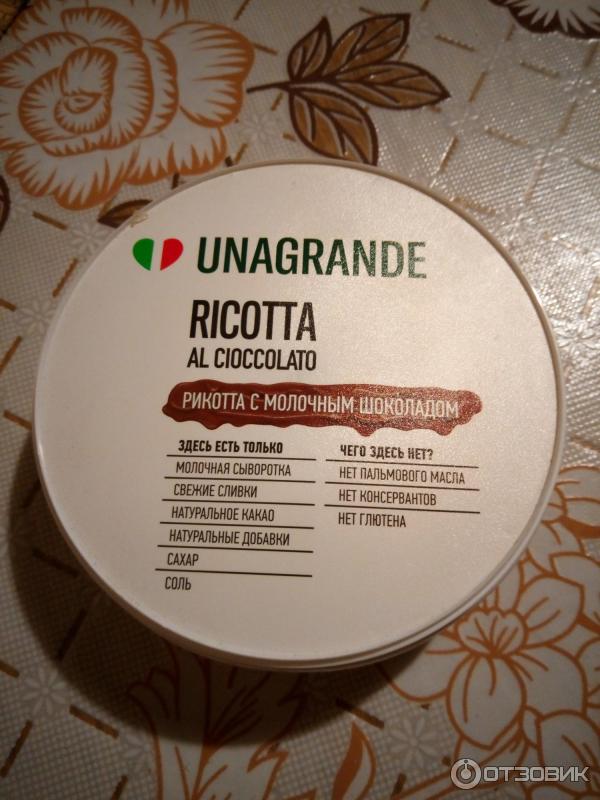 UNAGRANDE
RICOTTA
AL CIOCCOLATO
РИКОТТА С МОЛОЧНЫМ ШОКОЛАДОМ
ЗДЕСЬ ЕСТЬ ТОЛЬКО
МОЛОЧНАЯ СЫВОРОТКА
СВЕЖИЕ СЛИВКИ
НАТУРАЛЬНОЕ КАКАО
НАТУРАЛЬНЫЕ ДОБАВКИ
САХАР
СОЛЬ
ЧЕГО ЗДЕСЬ НЕТ?
НЕТ ПАЛЬМОВОГО МАСЛА
НЕТ КОНСЕРВАНТОВ
НЕТ ГЛЮТЕНА
ОТЗОВИК